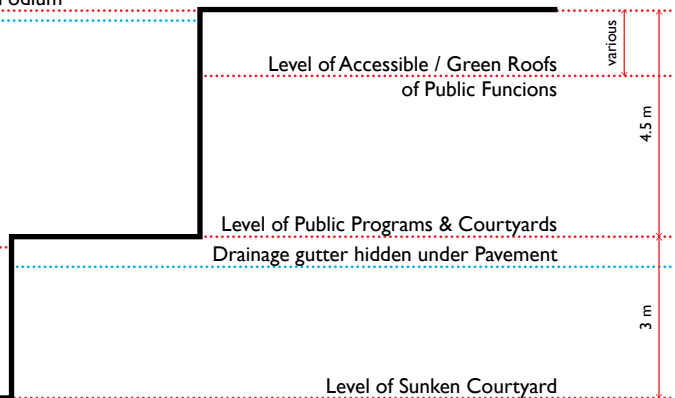 various
Level of Accessible / Green Roofs
of Public Funcions
4.5 m
Level of Public Programs & Courtyards
Drainage gutter hidden under Pavement
3 m
Level of Sunken Courtyard